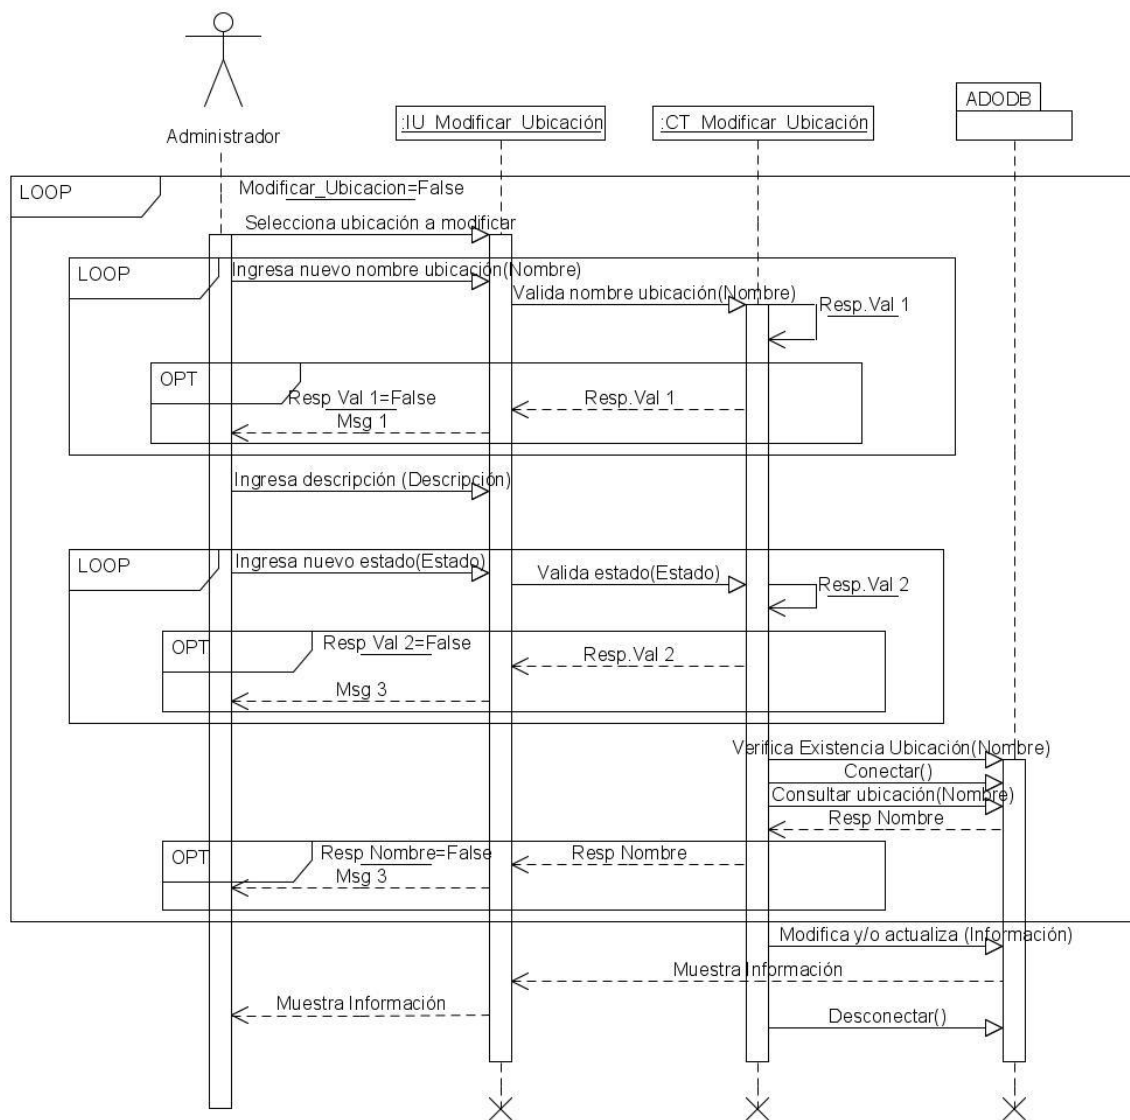 ADODB
:IU_Modificar_Ubicación
:CT_Modificar_Ubicación
Administrador
LOOP
Modificar_Ubicacion=False
Selecciona ubicación a modificar
LOOP
Ingresa nuevo nombre ubicación(Nombre)
Valida nombre ubicación(Nombre)
Resp.Val 1
OPT
Resp Val 1=False
Resp.Val 1
Msg 1
Ingresa descripción (Descripción)
LOOP
Ingresa nuevo estado(Estado)
Valida estado(Estado)
Resp.Val 2
OPT
Resp Val 2=False
Resp.Val 2
Msg 3
Verifica Existencia Ubicación(Nombre)
Conectar()
Consultar ubicación(Nombre)
Resp Nombre
OPT
Resp Nombre=False
Resp Nombre
Msg 3
Modifica y/o actualiza (Información)
Muestra Información
Muestra Información
Desconectar()